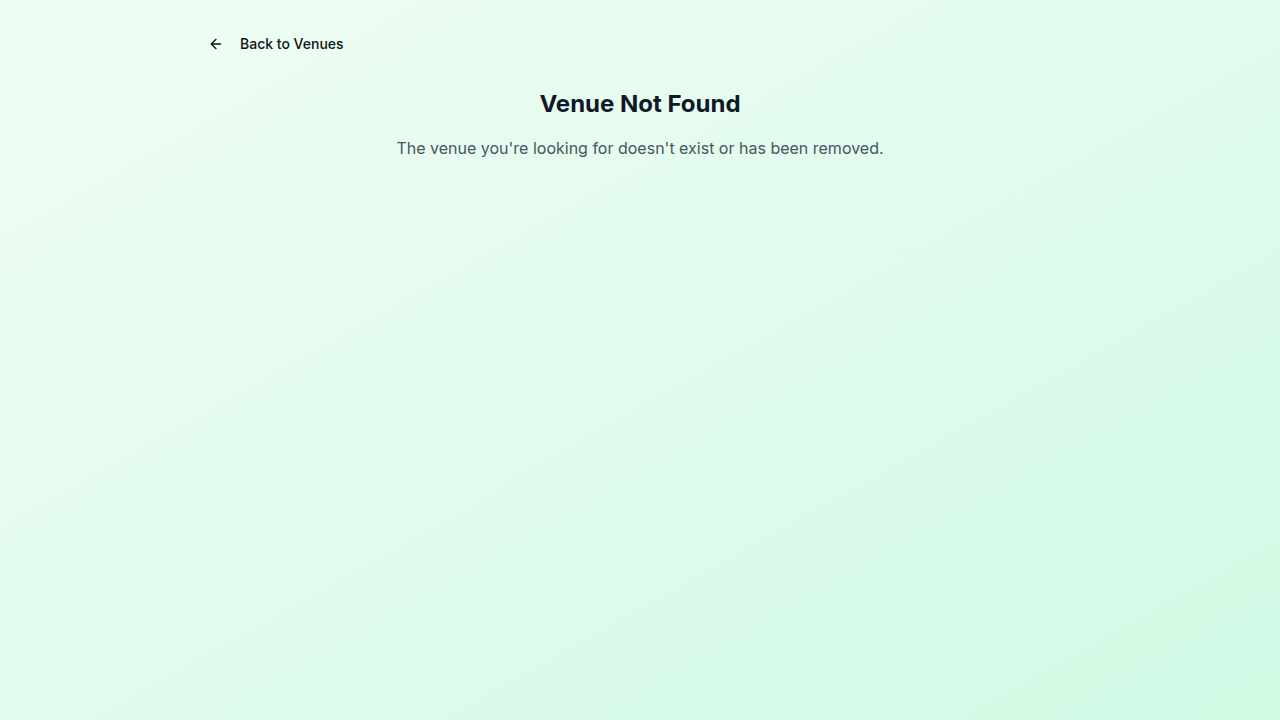 Back to Venues
Venue Not Found
The venue you're looking for doesn't exist or has been removed.